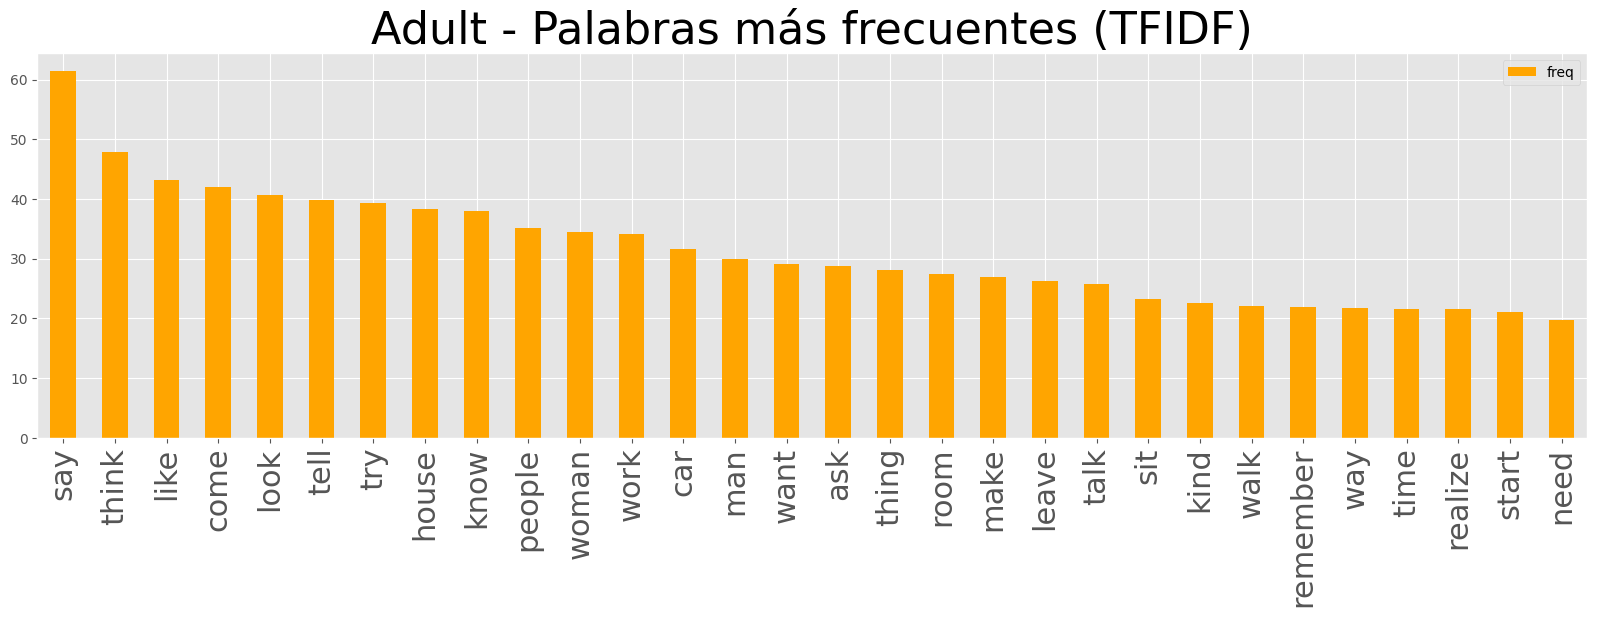 Adult - Palabras más frecuentes (TFIDF)
freq
60
50
40
30
20
10
0
say
think
like
come
look
tell
try
house
know
people
woman
work
car
man
want
ask
thing
room
make
leave
talk
sit
kind
walk
remember
way
time
realize
start
need